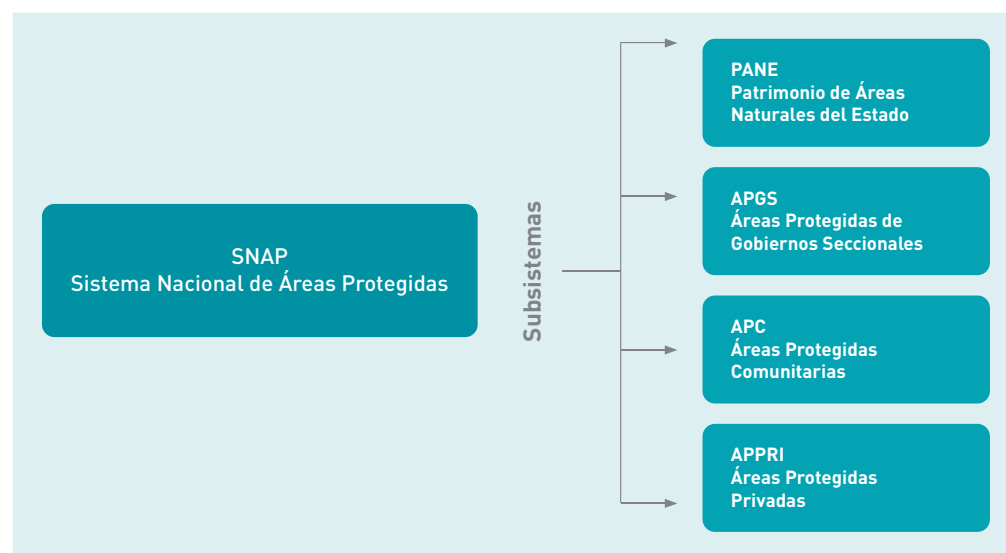 SNAP
Sistema Nacional de Áreas Protegidas
Subsistemas
PANE
Patrimonio de Áreas
Naturales del Estado
APGS
Áreas Protegidas de
Gobiernos Seccionales
APC
Áreas Protegidas
Comunitarias
APPRI
Áreas Protegidas
Privadas